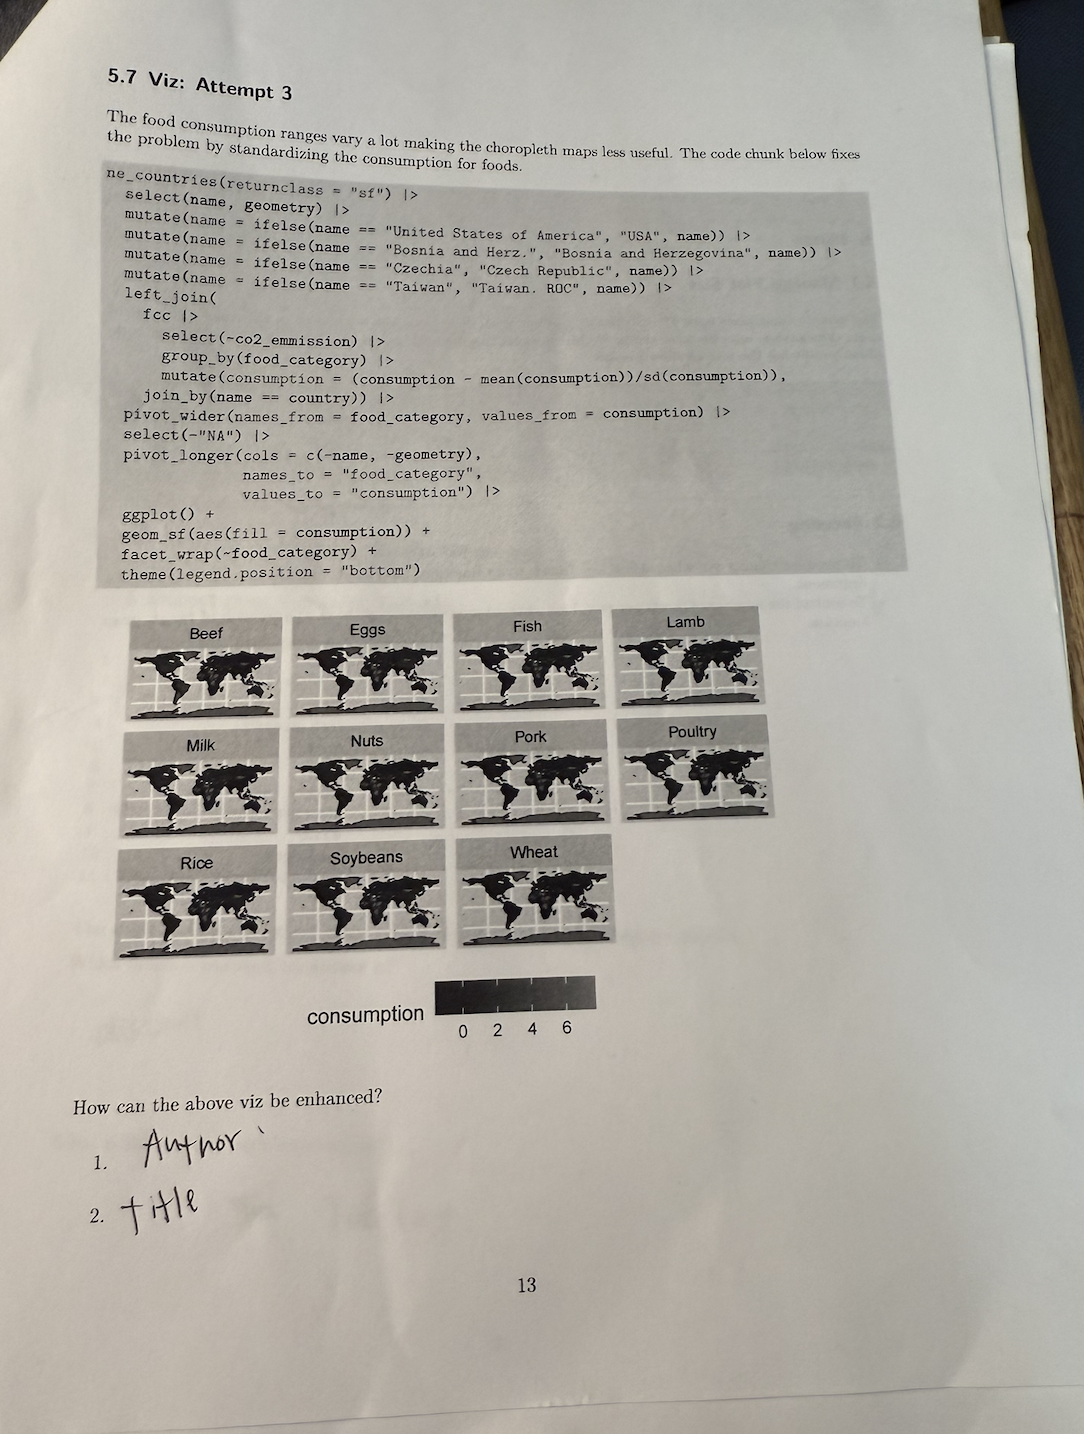 5.7 Viz: Attempt 3
The food consumption ranges vary a lot making the choropleth maps less useful. The code chunk below fixes
the problem by standardizing the consumption for foods.
ne_countries(returnclass = "sf") |>
select(name, geometry) |>
mutate(name = ifelse(name == "United States of America", "USA", name)) |>
mutate(name = ifelse(name == "Bosnia and Herz.", "Bosnia and Herzegovina", name)) |>
mutate(name = ifelse(name == "Czechia", "Czech Republic", name)) |>
mutate(name = ifelse(name == "Taiwan", "Taiwan. ROC", name)) |>
left_join(
fcc |>
select(-co2_emmission) |>
group_by(food_category) |>
mutate(consumption = (consumption - mean(consumption))/sd(consumption)),
join_by(name == country)) |>
pivot_wider(names_from = food_category, values_from = consumption) |>
select(-"NA") |>
pivot_longer(cols = c(-name, -geometry),
names_to = "food_category",
values_to = "consumption") |>
ggplot() +
geom_sf(aes(fill = consumption)) +
facet_wrap(~food_category) +
theme(legend.position = "bottom")
Beef Eggs Fish Lamb
Milk Nuts Pork Poultry
Rice Soybeans Wheat
consumption
0 2 4 6
How can the above viz be enhanced?
1. Author
2. title
13